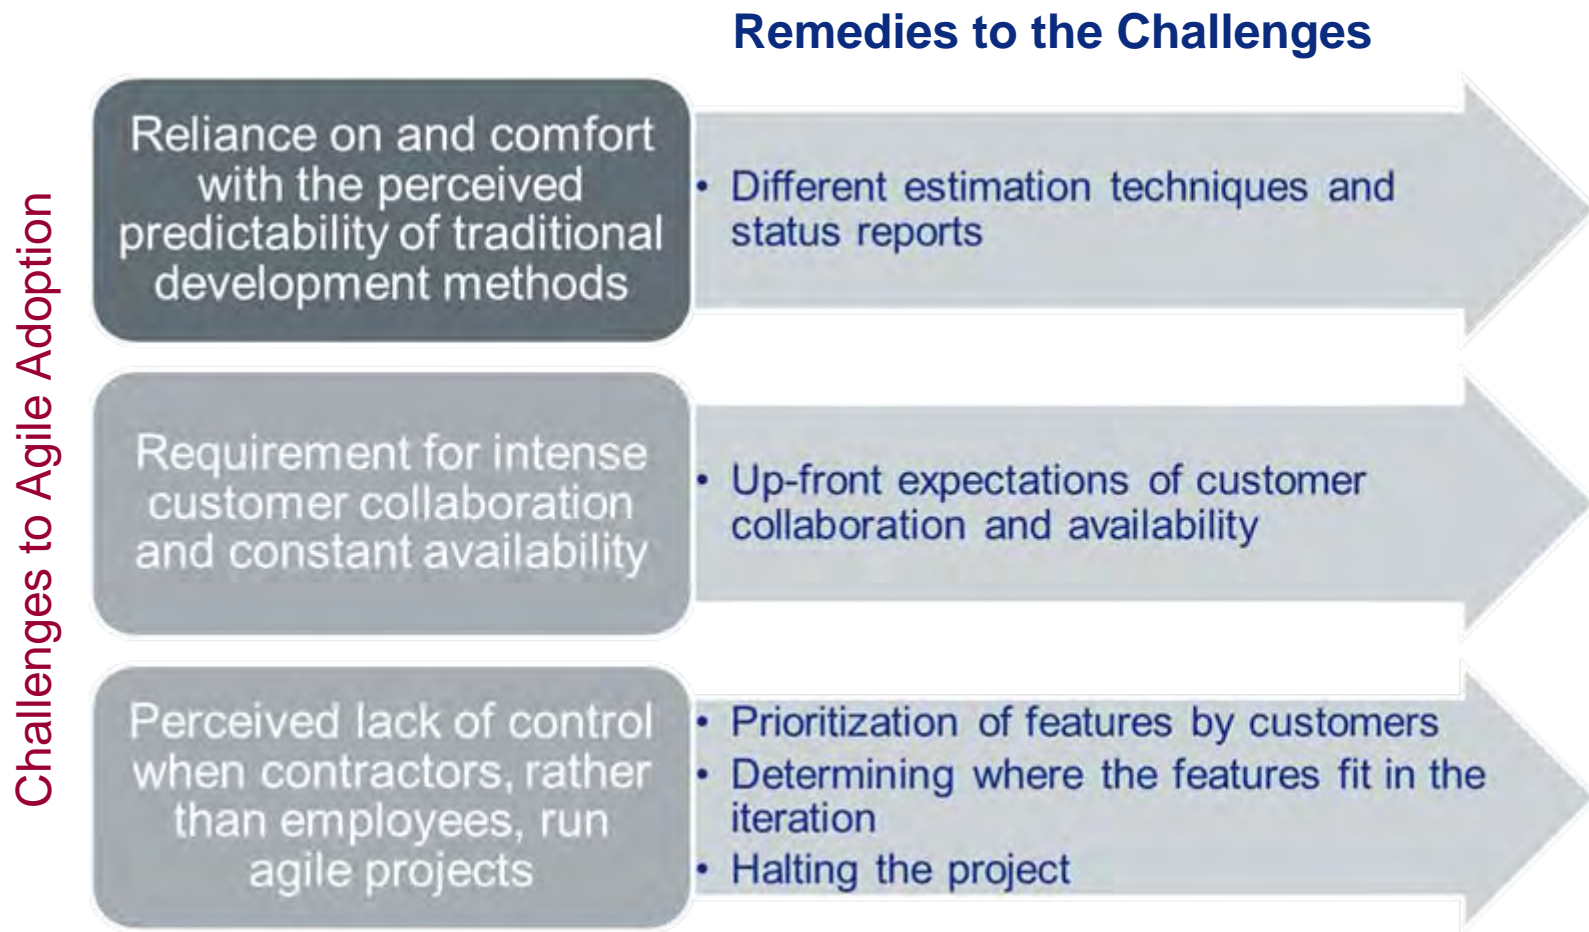 Remedies to the Challenges
Challenges to Agile Adoption
Reliance on and comfort
with the perceived
predictability of traditional
development methods
• Different estimation techniques and
status reports
Requirement for intense
customer collaboration
and constant availability
• Up-front expectations of customer
collaboration and availability
Perceived lack of control
when contractors, rather
than employees, run
agile projects
• Prioritization of features by customers
• Determining where the features fit in the
iteration
• Halting the project